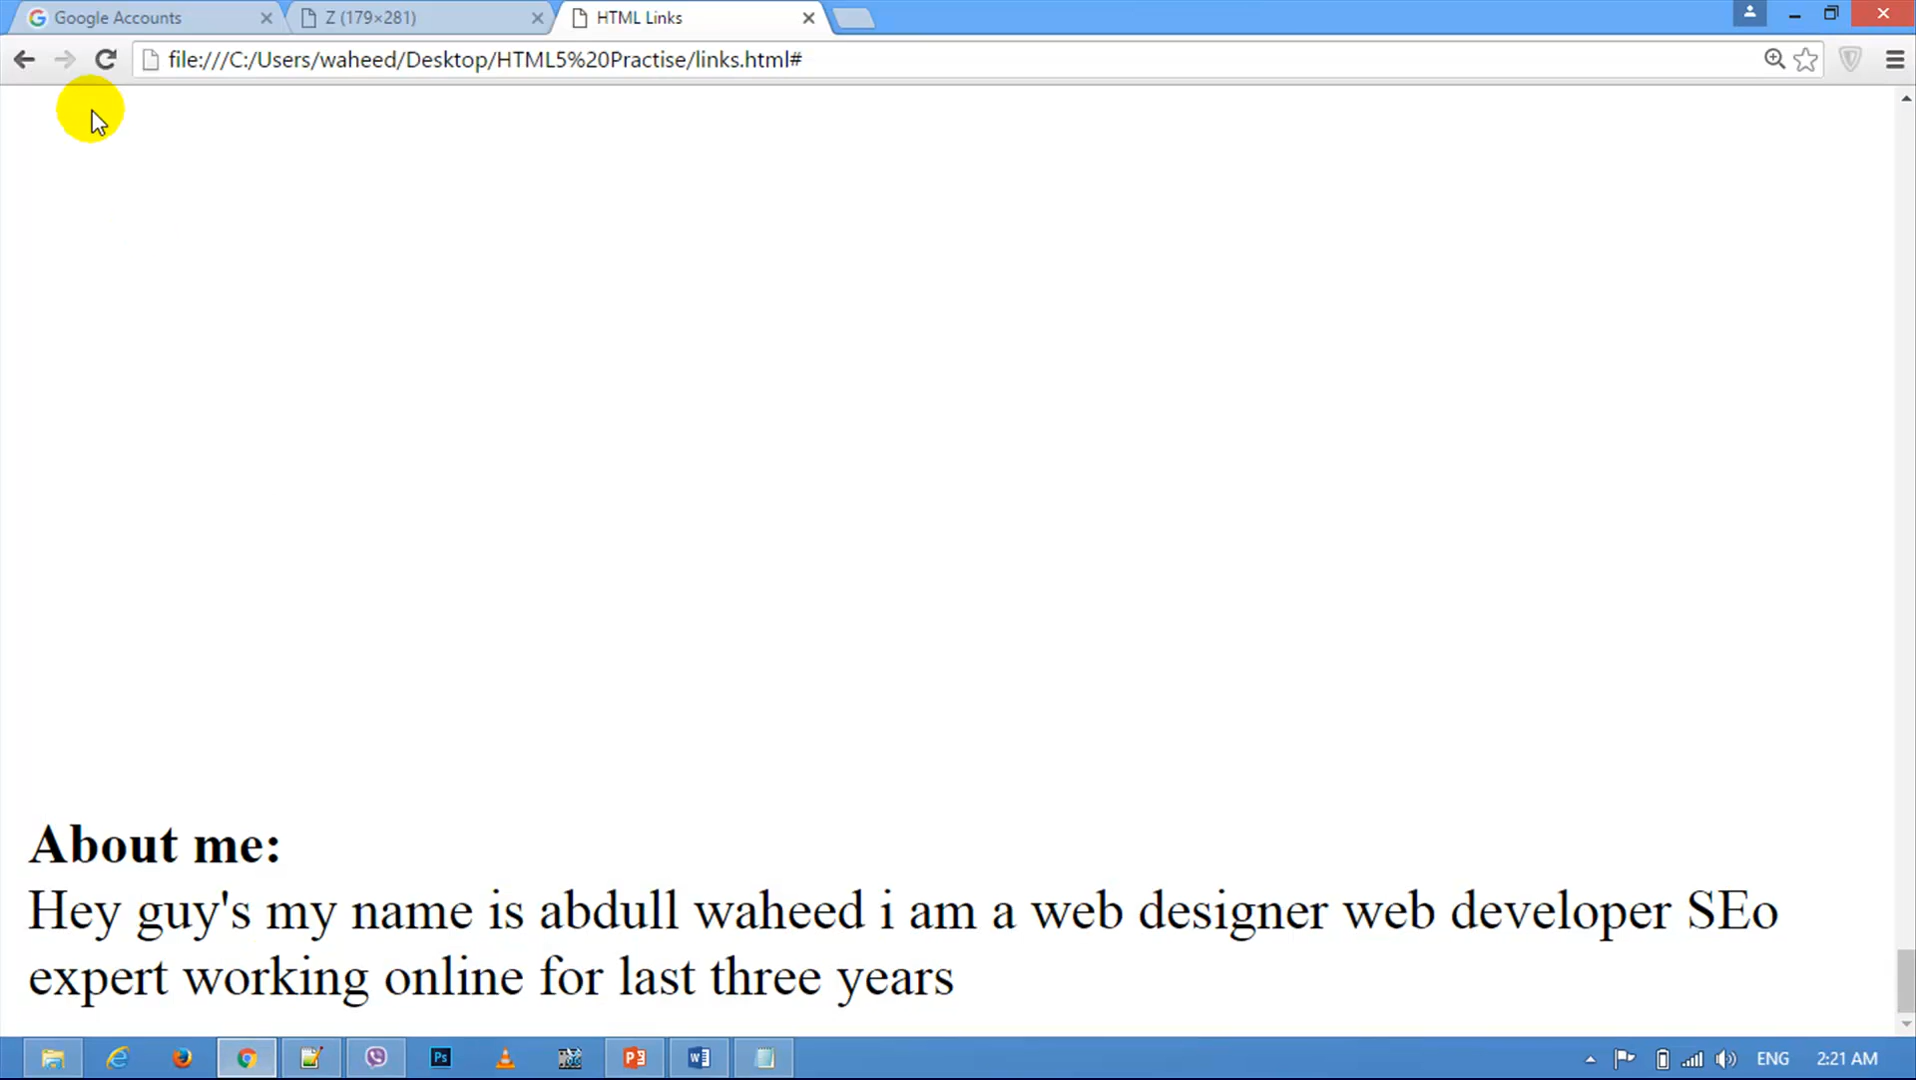 Google Accounts
Z (179×281)
HTML Links
file:///C:/Users/waheed/Desktop/HTML5%20Practise/links.html#
About me:
Hey guy's my name is abdull waheed i am a web designer web developer SEo
expert working online for last three years
ENG
2:21 AM